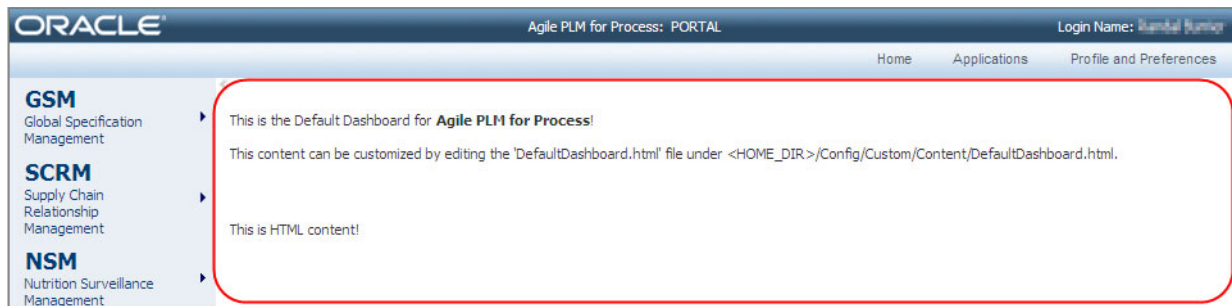 ORACLE
Agile PLM for Process: PORTAL
Login Name:
Home Applications Profile and Preferences
GSM
Global Specification
Management
SCRM
Supply Chain
Relationship
Management
NSM
Nutrition Surveillance
Management
This is the Default Dashboard for Agile PLM for Process!
This content can be customized by editing the 'DefaultDashboard.html' file under <HOME_DIR>/Config/Custom/Content/DefaultDashboard.html.
This is HTML content!